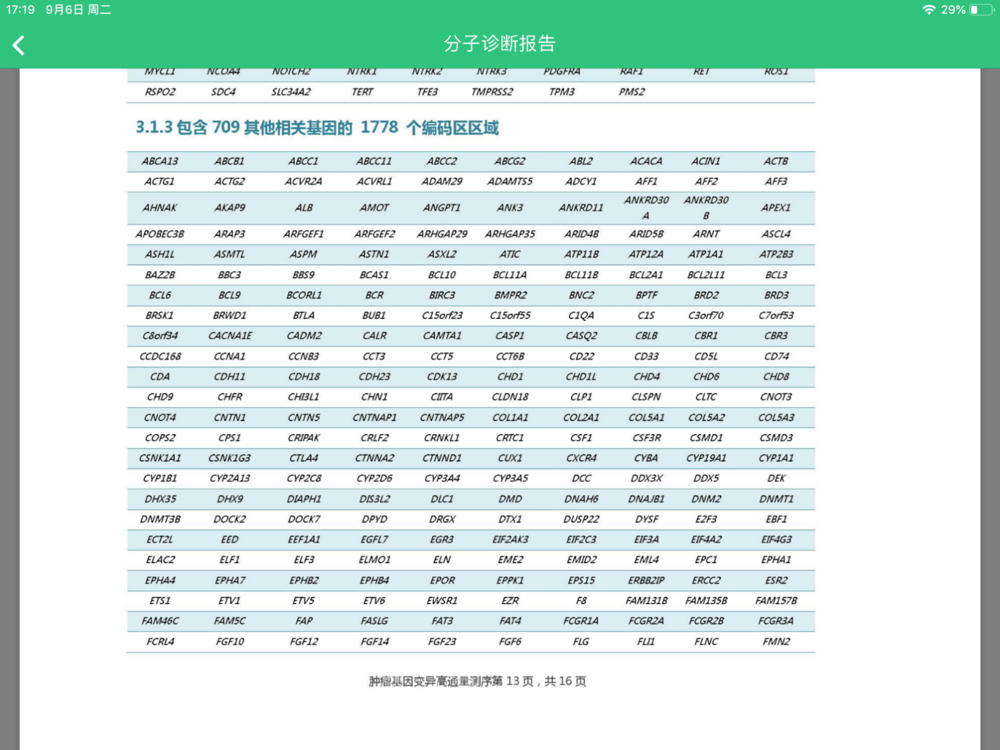 17:19 9月6日 周二 29%
分子诊断报告
MYCL1 NCOA4 NOTCH2 NTRK1 NTRK2 NTRK3 PDGFRA RAF1 RET ROS1
RSPO2 SDC4 SLC34A2 TERT TFE3 TMPRSS2 TPM3 PMS2
3.1.3 包含 709 其他相关基因的 1778 个编码区区域
ABCA13 ABCB1 ABCC1 ABCC11 ABCC2 ABCG2 ABL2 ACACA ACIN1 ACTB
ACTG1 ACTG2 ACVR2A ACVRL1 ADAM29 ADAMTS5 ADCY1 AFF1 AFF2 AFF3
AHNAK AKAP9 ALB AMOT ANGPT1 ANK3 ANKRD11 ANKRD30A ANKRD30B APEX1
APOBEC3B ARAP3 ARFGEF1 ARFGEF2 ARHGAP29 ARHGAP35 ARID4B ARID5B ARNT ASCL4
ASH1L ASMTL ASPM ASTN1 ASXL2 ATIC ATP11B ATP12A ATP1A1 ATP2B3
BAZ2B BBC3 BBS9 BCAS1 BCL10 BCL11A BCL11B BCL2A1 BCL2L11 BCL3
BCL6 BCL9 BCORL1 BCR BIRC3 BMPR2 BNC2 BPTF BRD2 BRD3
BRSK1 BRWD1 BTLA BUB1 C15orf23 C15orf55 C1QA C1S C3orf70 C7orf53
C8orf34 CACNA1E CADM2 CALR CAMTA1 CASP1 CASQ2 CBLB CBR1 CBR3
CCDC168 CCNA1 CCNB3 CCT3 CCT5 CCT6B CD22 CD33 CD5L CD74
CDA CDH11 CDH18 CDH23 CDK13 CHD1 CHD1L CHD4 CHD6 CHD8
CHD9 CHFR CHI3L1 CHN1 CIITA CLDN18 CLP1 CLSPN CLTC CNOT3
CNOT4 CNTN1 CNTN5 CNTNAP1 CNTNAP5 COL1A1 COL2A1 COL5A1 COL5A2 COL5A3
COPS2 CPS1 CRIPAK CRLF2 CRNKL1 CRTC1 CSF1 CSF3R CSMD1 CSMD3
CSNK1A1 CSNK1G3 CTLA4 CTNNA2 CTNND1 CUX1 CXCR4 CYBA CYP19A1 CYP1A1
CYP1B1 CYP2A13 CYP2C8 CYP2D6 CYP3A4 CYP3A5 DCC DDX3X DDX5 DEK
DHX35 DHX9 DIAPH1 DIS3L2 DLC1 DMD DNAH6 DNAJB1 DNM2 DNMT1
DNMT3B DOCK2 DOCK7 DPYD DRGX DTX1 DUSP22 DYSF E2F3 EBF1
ECT2L EED EEF1A1 EGFL7 EGR3 EIF2AK3 EIF2C3 EIF3A EIF4A2 EIF4G3
ELAC2 ELF1 ELF3 ELMO1 ELN EME2 EMID2 EML4 EPC1 EPHA1
EPHA4 EPHA7 EPHB2 EPHB4 EPOR EPPK1 EPS15 ERBB2IP ERCC2 ESR2
ETS1 ETV1 ETV5 ETV6 EWSR1 EZR F8 FAM131B FAM135B FAM157B
FAM46C FAM5C FAP FASLG FAT3 FAT4 FCGR1A FCGR2A FCGR2B FCGR3A
FCRL4 FGF10 FGF12 FGF14 FGF23 FGF6 FLG FLI1 FLNC FMN2
肿瘤基因变异高通量测序第 13 页，共 16 页